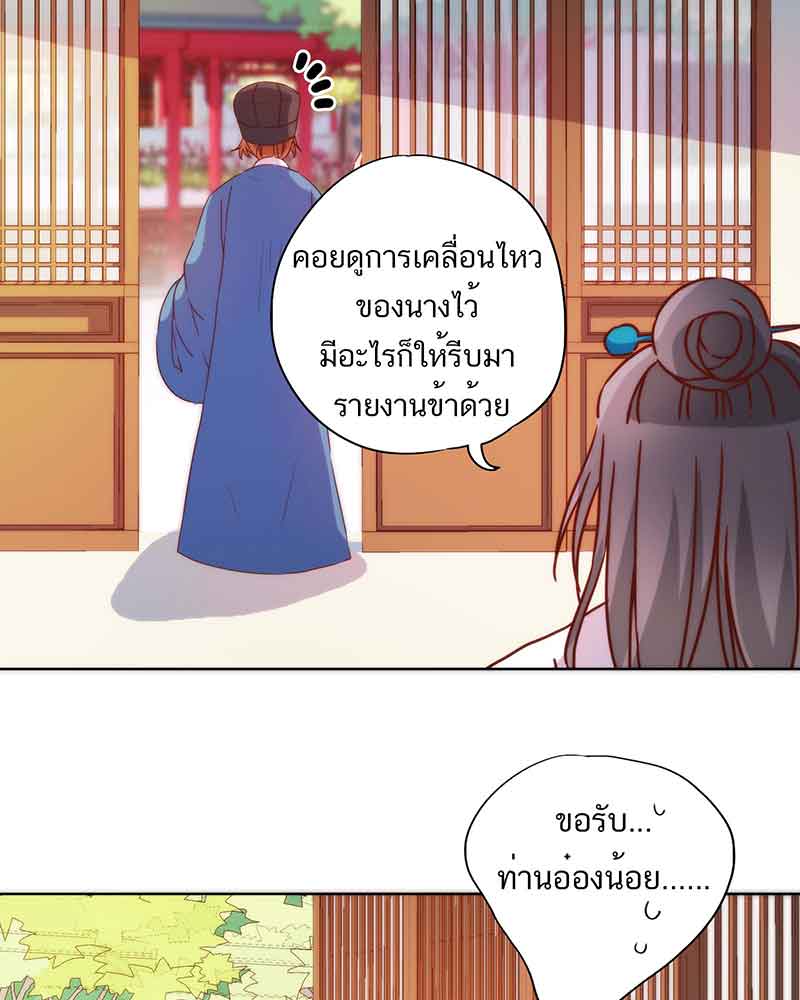 คอยดูการเคลื่อนไหว
ของนางไว้
มีอะไรก็ให้รีบมา
รายงานข้าด้วย
ขอรับ...
ท่านอ๋องน้อย......